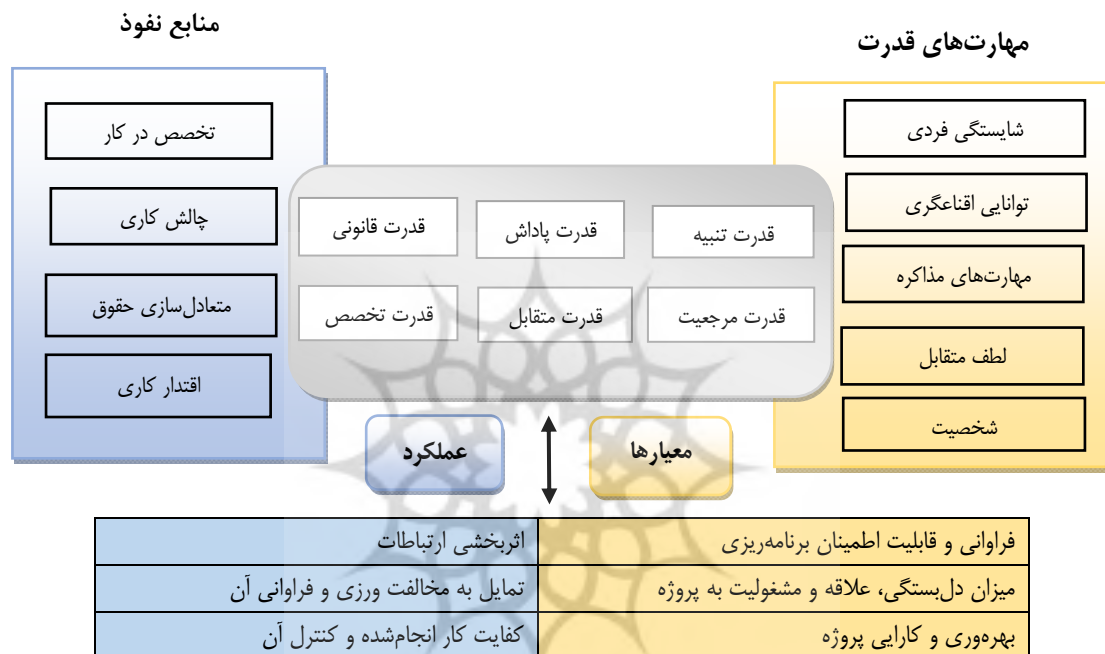 مهارت‌های قدرت
شایستگی فردی
توانایی اقناعگری
مهارت‌های مذاکره
لطف متقابل
شخصیت
منابع نفوذ
تخصص در کار
چالش کاری
متعادل‌سازی حقوق
اقتدار کاری
قدرت تنبیه
قدرت پاداش
قدرت قانونی
قدرت مرجعیت
قدرت متقابل
قدرت تخصص
معیارها
عملکرد
فراوانی و قابلیت اطمینان برنامه‌ریزی
اثربخشی ارتباطات
میزان دل‌بستگی، علاقه و مشغولیت به پروژه
تمایل به مخالفت ورزی و فراوانی آن
بهره‌وری و کارایی پروژه
کفایت کار انجام‌شده و کنترل آن